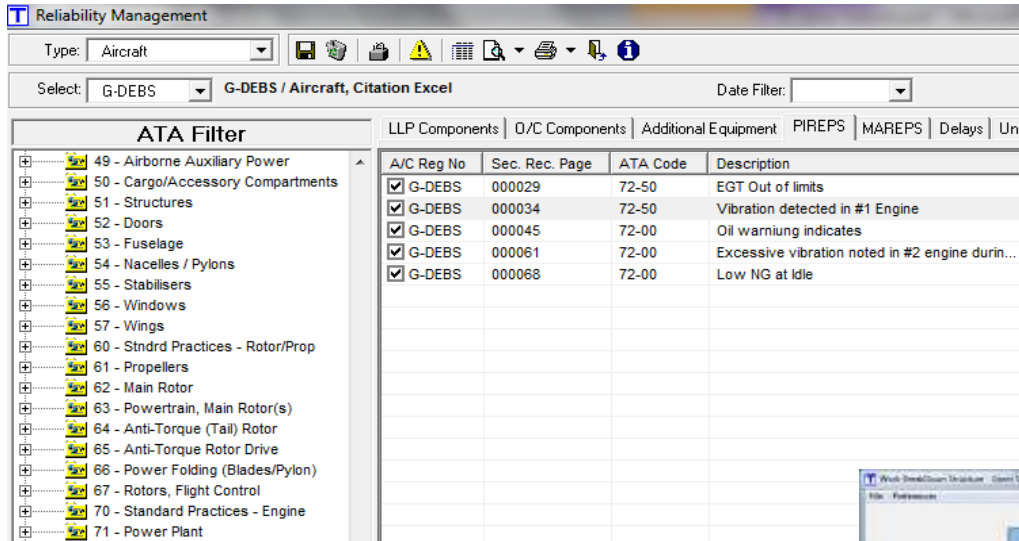 Reliability Management
Type: Aircraft
Select: G-DEBS G-DEBS / Aircraft, Citation Excel Date Filter:
ATA Filter
49 - Airborne Auxiliary Power
50 - Cargo/Accessory Compartments
51 - Structures
52 - Doors
53 - Fuselage
54 - Nacelles / Pylons
55 - Stabilisers
56 - Windows
57 - Wings
60 - Stndrd Practices - Rotor/Prop
61 - Propellers
62 - Main Rotor
63 - Powertrain, Main Rotor(s)
64 - Anti-Torque (Tail) Rotor
65 - Anti-Torque Rotor Drive
66 - Power Folding (Blades/Pylon)
67 - Rotors, Flight Control
70 - Standard Practices - Engine
71 - Power Plant
LLP Components O/C Components Additional Equipment PIREPS MAREPS Delays Un
A/C Reg No Sec. Rec. Page ATA Code Description
G-DEBS 000029 72-50 EGT Out of limits
G-DEBS 000034 72-50 Vibration detected in #1 Engine
G-DEBS 000045 72-00 Oil warniung indicates
G-DEBS 000061 72-00 Excessive vibration noted in #2 engine durin...
G-DEBS 000068 72-00 Low NG at Idle
Work BreakDown Structure
File Preferences